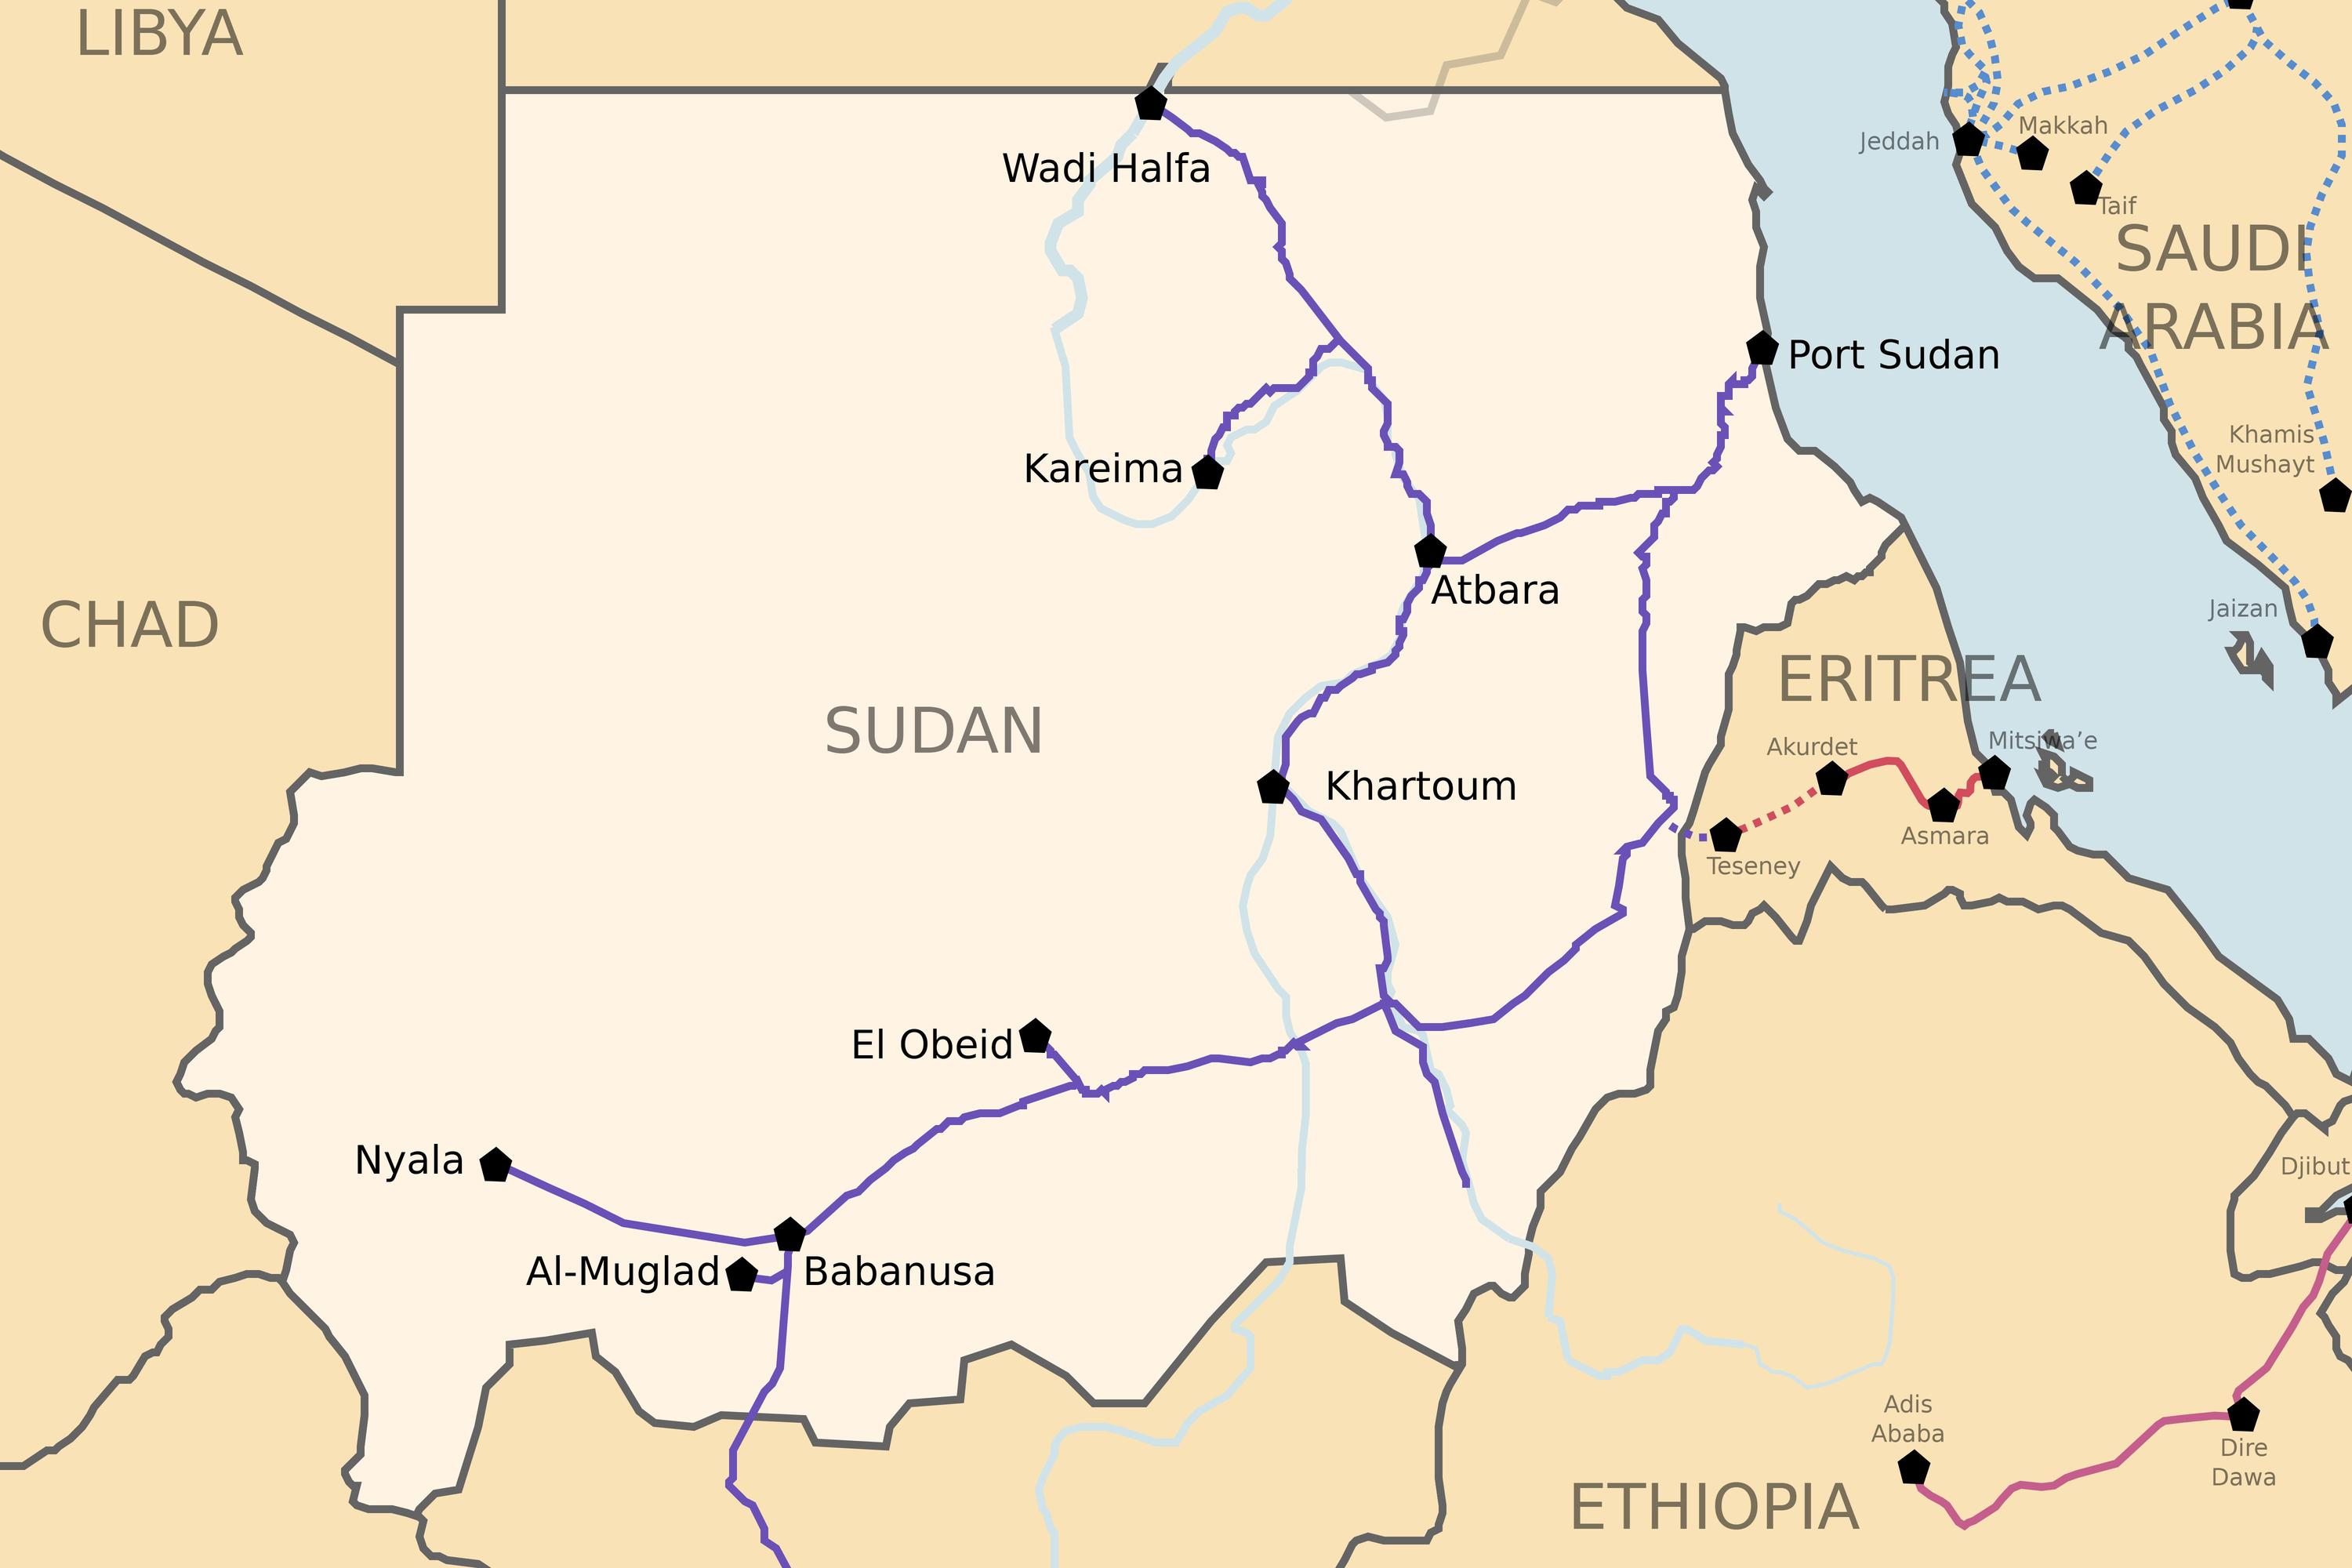 LIBYA
Jeddah
Makkah
Wadi Halfa
Taif
SAUDI
ARABIA
Port Sudan
Khamis
Mushayt
Kareima
Atbara
Jaizan
CHAD
ERITREA
SUDAN
Akurdet
Mitsiwa’e
Khartoum
Asmara
Teseney
El Obeid
Nyala
Djibut
Al-Muglad
Babanusa
Adis
Ababa
Dire
Dawa
ETHIOPIA